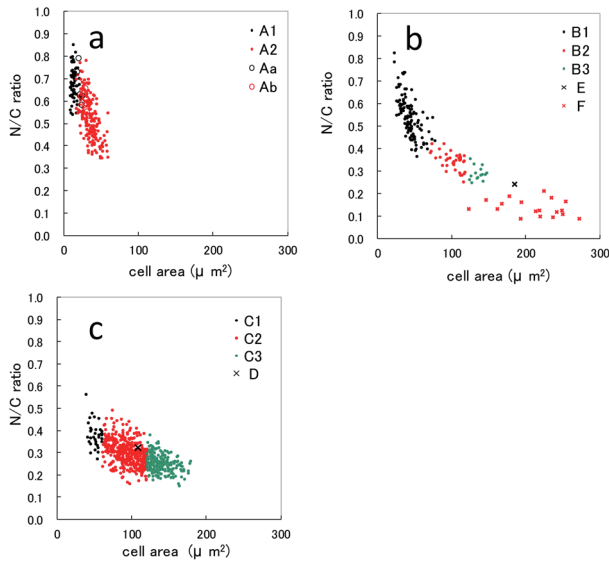 a
A1
A2
Aa
Ab
N/C ratio
1.0
0.9
0.8
0.7
0.6
0.5
0.4
0.3
0.2
0.1
0.0
0 100 200 300
cell area (μ m²)
b
B1
B2
B3
E
F
N/C ratio
1.0
0.9
0.8
0.7
0.6
0.5
0.4
0.3
0.2
0.1
0.0
0 100 200 300
cell area (μ m²)
c
C1
C2
C3
D
N/C ratio
1.0
0.9
0.8
0.7
0.6
0.5
0.4
0.3
0.2
0.1
0.0
0 100 200 300
cell area (μ m²)